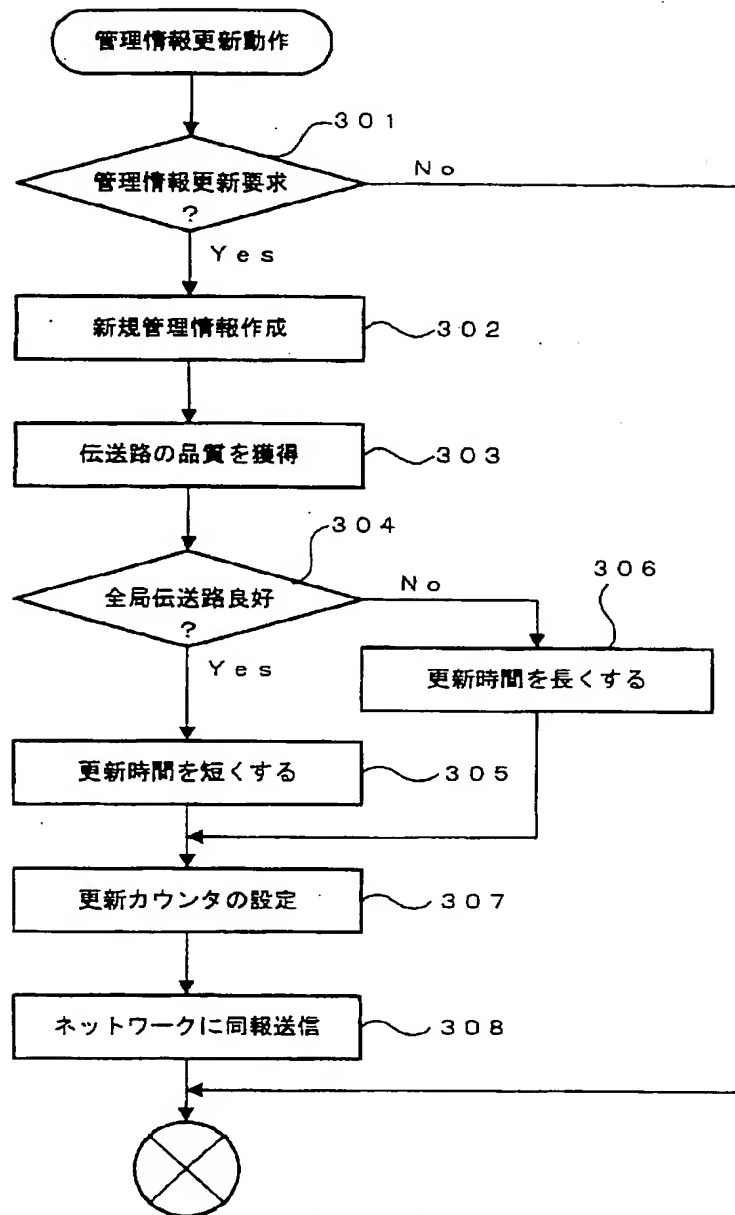 管理情報更新動作
301
管理情報更新要求
?
No
Yes
新規管理情報作成
302
伝送路の品質を獲得
303
304
全局伝送路良好
?
No
306
Yes
更新時間を長くする
更新時間を短くする
305
更新カウンタの設定
307
ネットワークに同報送信
308